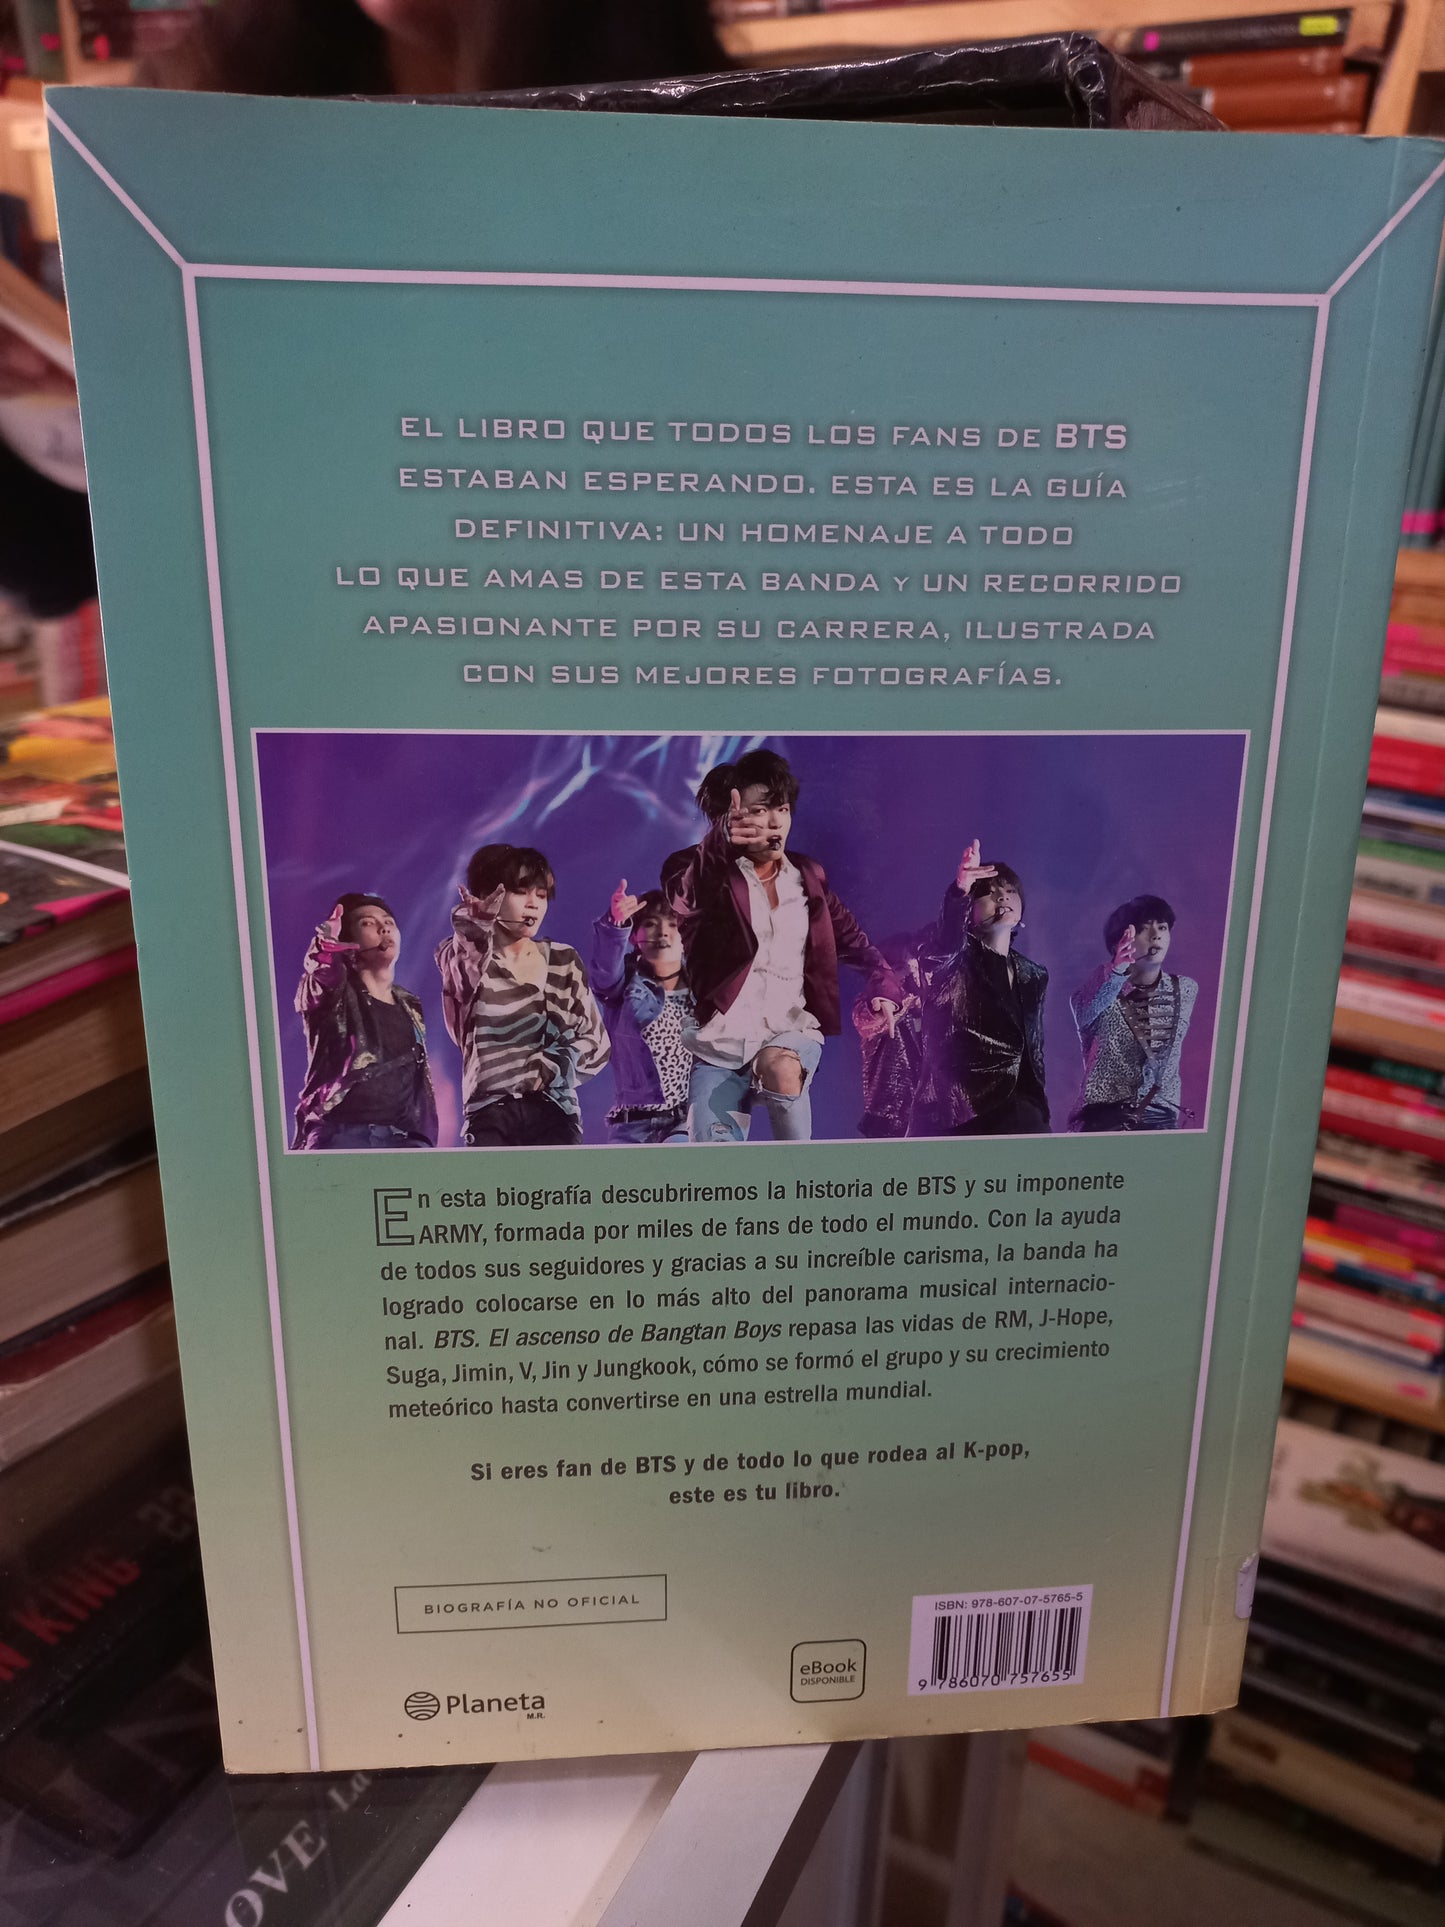 EL LIBRO QUE TODOS LOS FANS DE BTS
ESTABAN ESPERANDO. ESTA ES LA GUÍA
DEFINITIVA: UN HOMENAJE A TODO
LO QUE AMAS DE ESTA BANDA Y UN RECORRIDO
APASIONANTE POR SU CARRERA, ILUSTRADA
CON SUS MEJORES FOTOGRAFÍAS.
En esta biografía descubriremos la historia de BTS y su imponente
ARMY, formada por miles de fans de todo el mundo. Con la ayuda
de todos sus seguidores y gracias a su increíble carisma, la banda ha
logrado colocarse en lo más alto del panorama musical internacio-
nal. BTS. El ascenso de Bangtan Boys repasa las vidas de RM, J-Hope,
Suga, Jimin, V, Jin y Jungkook, cómo se formó el grupo y su crecimiento
meteórico hasta convertirse en una estrella mundial.
Si eres fan de BTS y de todo lo que rodea al K-pop,
este es tu libro.
BIOGRAFÍA NO OFICIAL
ISBN: 978-607-07-5765-5
eBook
DISPONIBLE
9 786070 757655
Planeta
M.R.
KING
OVE